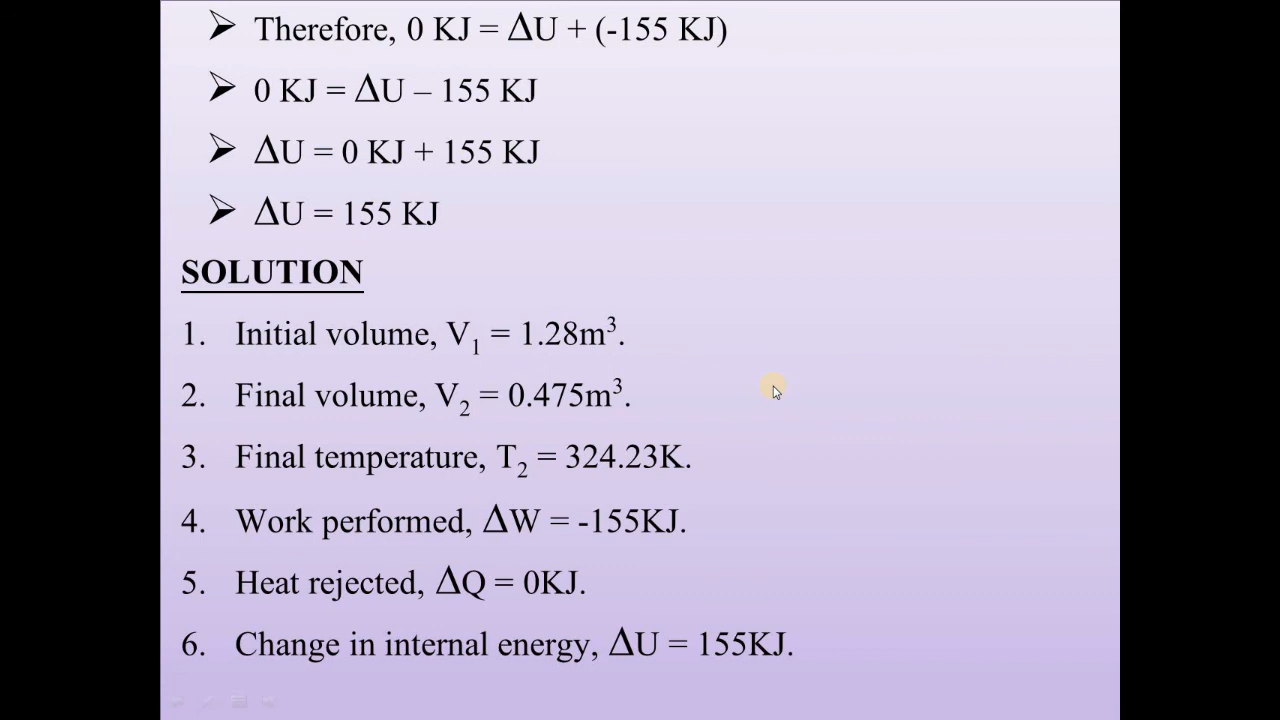 ➢ Therefore, 0 KJ = ΔU + (-155 KJ)
➢ 0 KJ = ΔU – 155 KJ
➢ ΔU = 0 KJ + 155 KJ
➢ ΔU = 155 KJ
SOLUTION
1. Initial volume, V₁ = 1.28m³.
2. Final volume, V₂ = 0.475m³.
3. Final temperature, T₂ = 324.23K.
4. Work performed, ΔW = -155KJ.
5. Heat rejected, ΔQ = 0KJ.
6. Change in internal energy, ΔU = 155KJ.